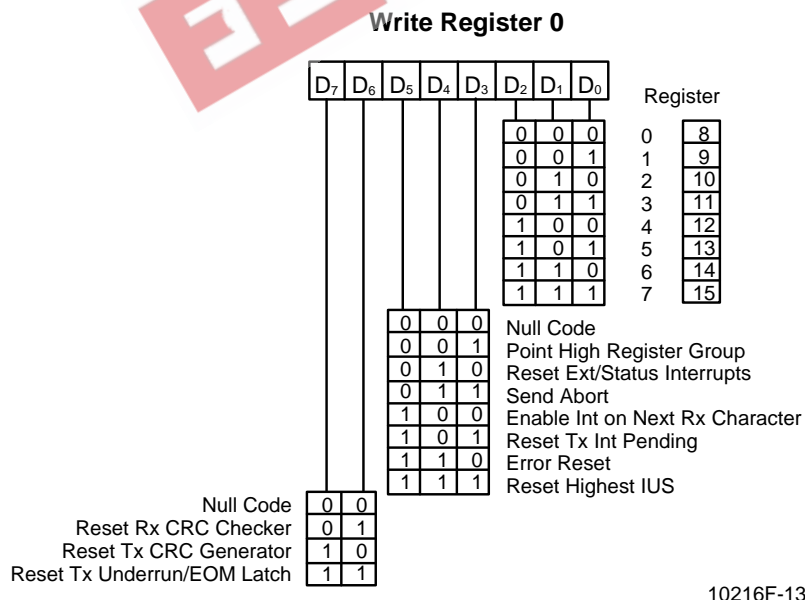 Write Register 0
D7 D6 D5 D4 D3 D2 D1 D0
Register
0 0 0 0 8
0 0 1 1 9
0 1 0 2 10
0 1 1 3 11
1 0 0 4 12
1 0 1 5 13
1 1 0 6 14
1 1 1 7 15
0 0 0 Null Code
0 0 1 Point High Register Group
0 1 0 Reset Ext/Status Interrupts
0 1 1 Send Abort
1 0 0 Enable Int on Next Rx Character
1 0 1 Reset Tx Int Pending
1 1 0 Error Reset
1 1 1 Reset Highest IUS
Null Code 0 0
Reset Rx CRC Checker 0 1
Reset Tx CRC Generator 1 0
Reset Tx Underrun/EOM Latch 1 1
10216F-13